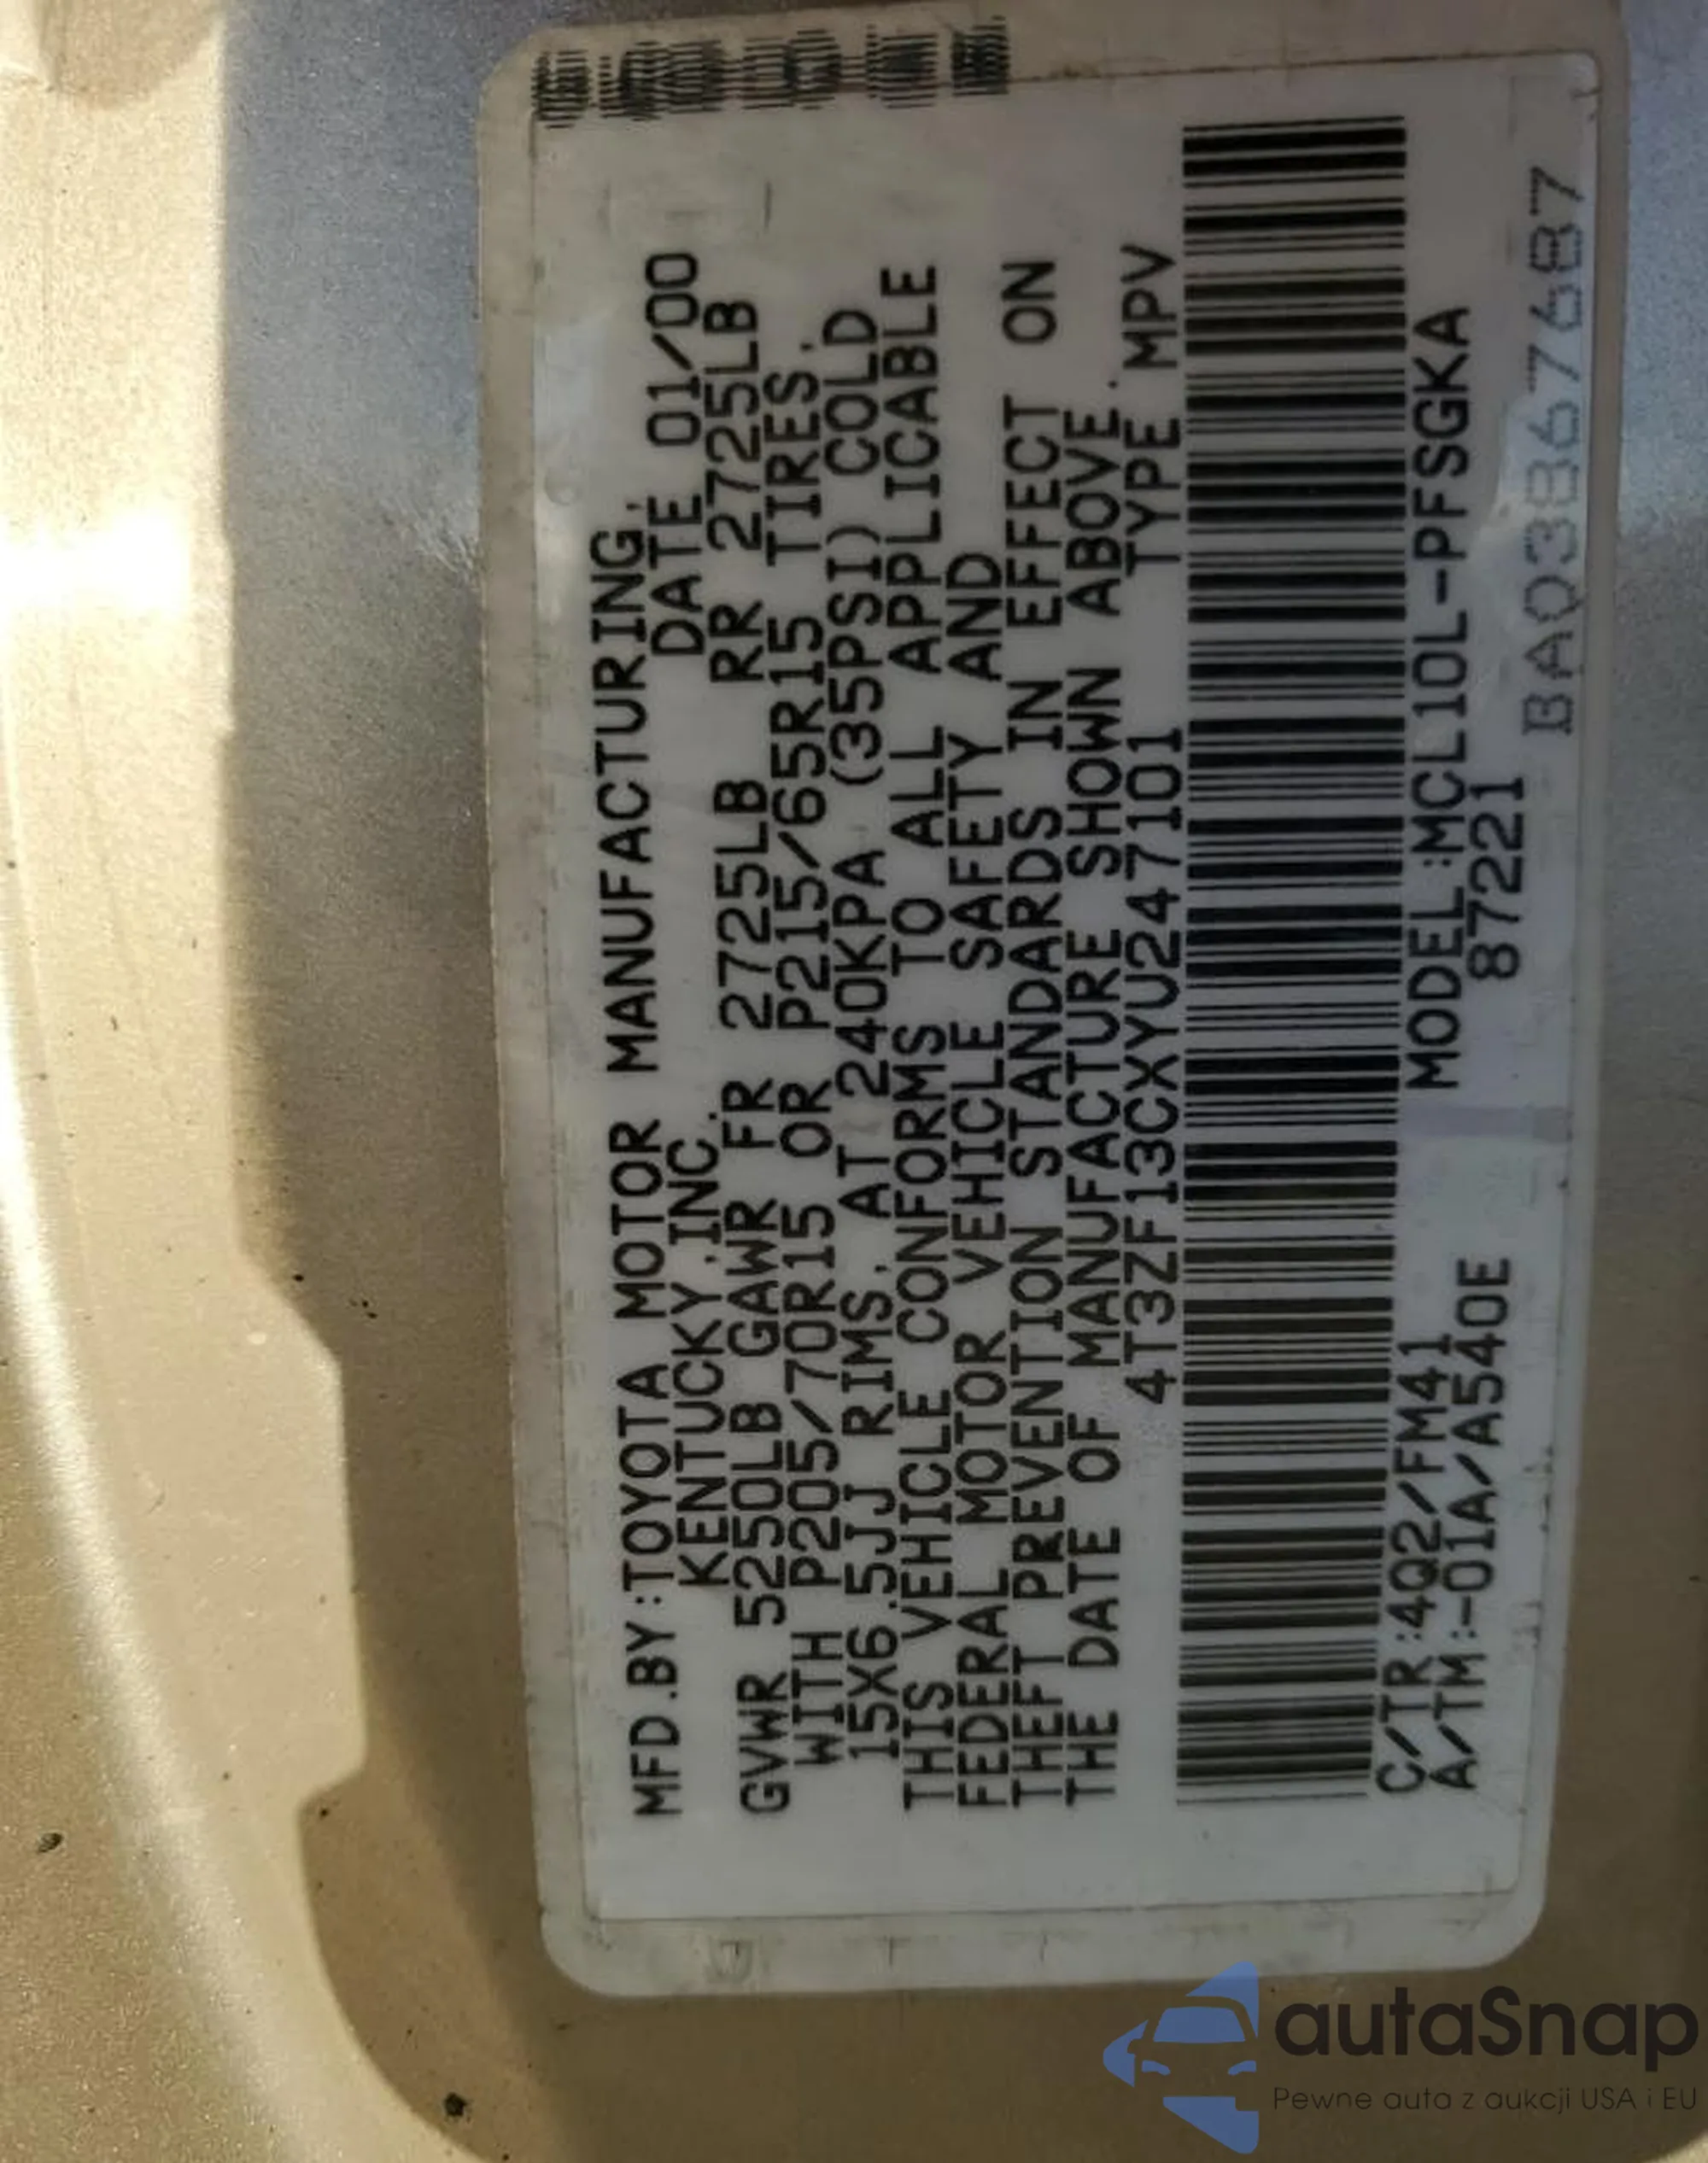 MFD.BY:TOYOTA MOTOR MANUFACTURING,
KENTUCKY,INC. DATE 01/00
GVWR 5250LB GAWR FR 2725LB RR 2725LB
WITH P205/70R15 OR P215/65R15 TIRES,
15X6.5JJ RIMS, AT 240KPA (35PSI) COLD
THIS VEHICLE CONFORMS TO ALL APPLICABLE
FEDERAL MOTOR VEHICLE SAFETY AND
THEFT PREVENTION STANDARDS IN EFFECT ON
THE DATE OF MANUFACTURE SHOWN ABOVE.
4T3ZF13CXYU247101 TYPE MPV
C/TR:4Q2/FM41 MODEL:MCL10L-PFSGKA
A/TM:-01A/A540E 87221
BA03867687
autaSnap
Pewne auta z aukcji USA i EU